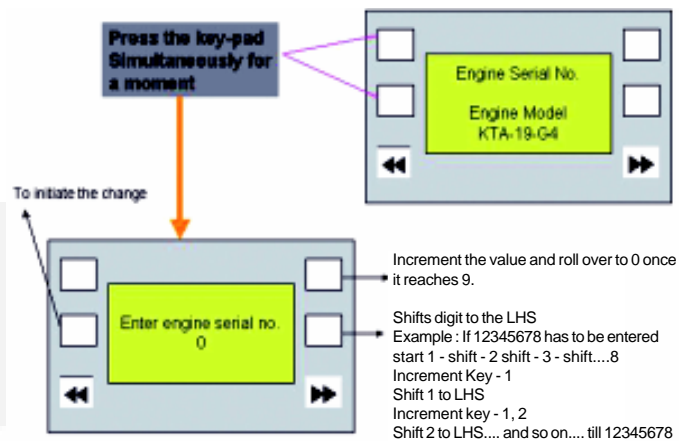 Press the key-pad
Simultaneously for
a moment
Engine Serial No.
Engine Model
KTA-19-G4
To initiate the change
Enter engine serial no.
0
Increment the value and roll over to 0 once
it reaches 9.
Shifts digit to the LHS
Example : If 12345678 has to be entered
start 1 - shift - 2 shift - 3 - shift....8
Increment Key - 1
Shift 1 to LHS
Increment key - 1, 2
Shift 2 to LHS.... and so on.... till 12345678